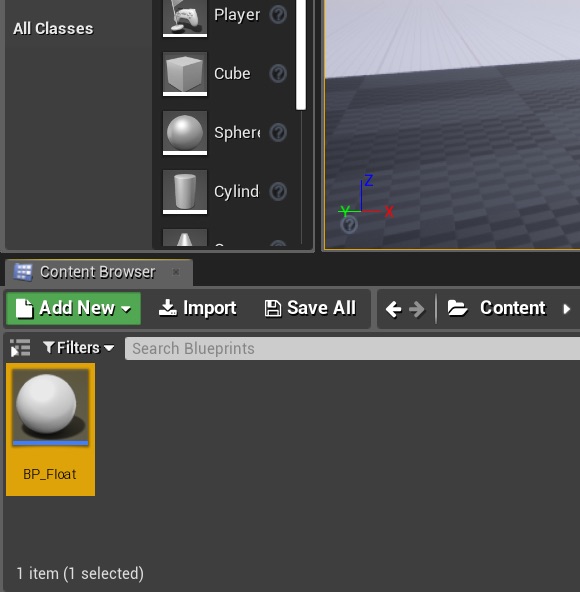 Player
All Classes
Cube
Spher
Cylind
Z
Y
X
Content Browser
Add New
Import
Save All
Content
Filters
Search Blueprints
BP_Float
1 item (1 selected)